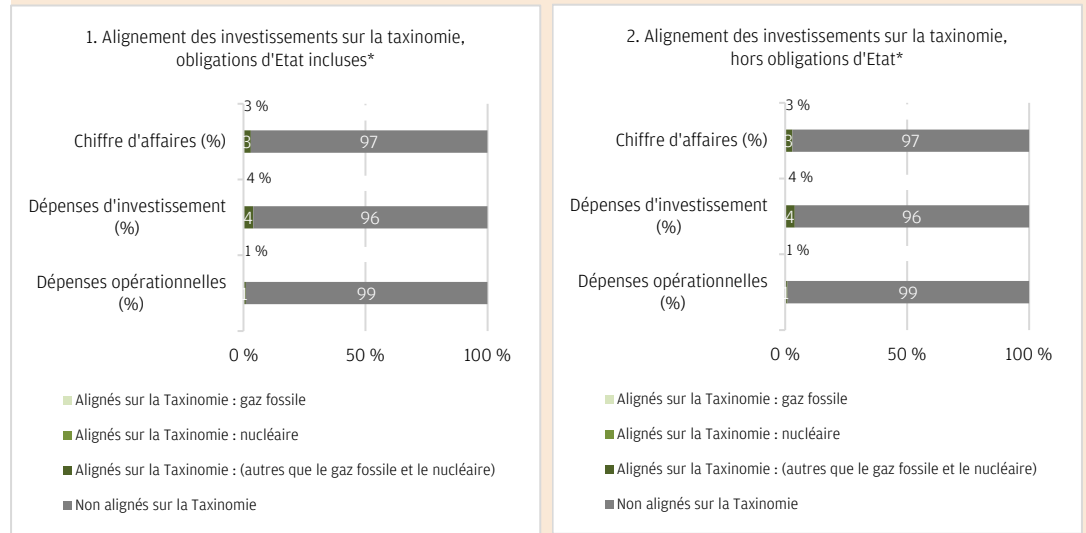 1. Alignement des investissements sur la taxinomie,
obligations d'Etat incluses*
3 %
Chiffre d'affaires (%)
3
97
4 %
Dépenses d'investissement
(%)
4
96
1 %
Dépenses opérationnelles
(%)
1
99
0 %
50 %
100 %
Alignés sur la Taxinomie : gaz fossile
Alignés sur la Taxinomie : nucléaire
Alignés sur la Taxinomie : (autres que le gaz fossile et le nucléaire)
Non alignés sur la Taxinomie
2. Alignement des investissements sur la taxinomie,
hors obligations d'Etat*
3 %
Chiffre d'affaires (%)
3
97
4 %
Dépenses d'investissement
(%)
4
96
1 %
Dépenses opérationnelles
(%)
1
99
0 %
50 %
100 %
Alignés sur la Taxinomie : gaz fossile
Alignés sur la Taxinomie : nucléaire
Alignés sur la Taxinomie : (autres que le gaz fossile et le nucléaire)
Non alignés sur la Taxinomie